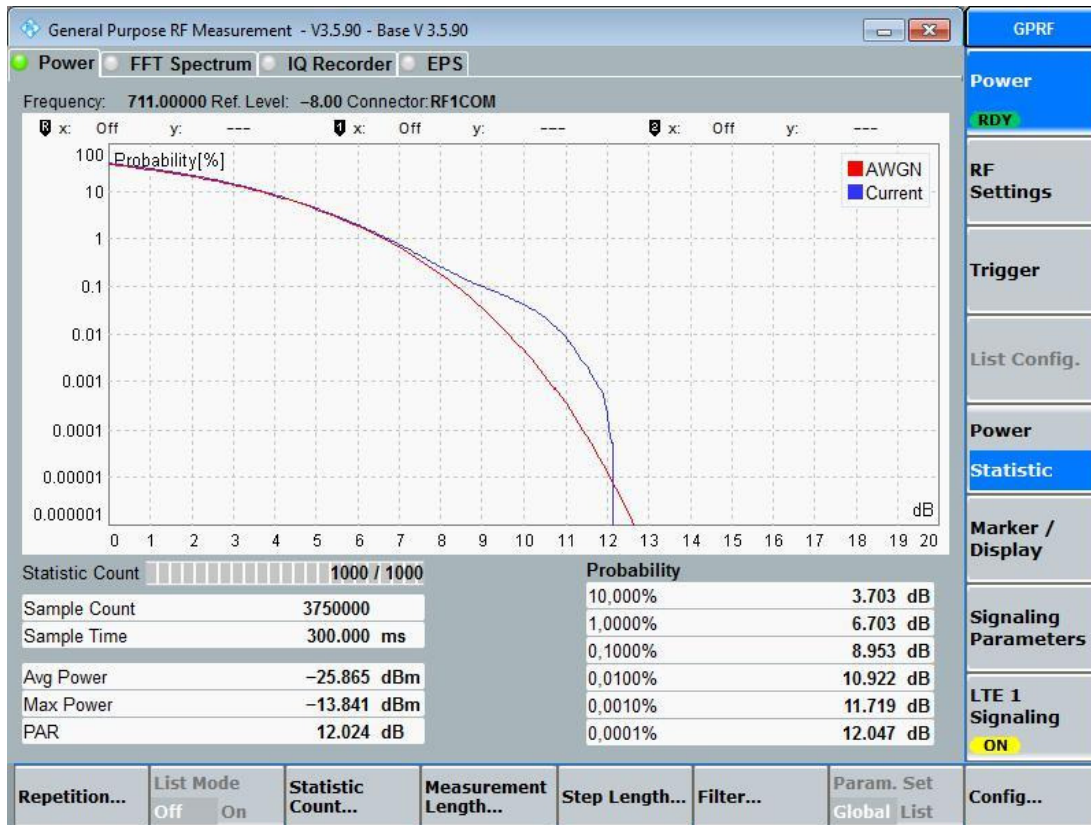 General Purpose RF Measurement - V3.5.90 - Base V 3.5.90
GPRF
Power FFT Spectrum IQ Recorder EPS
Frequency: 711.00000 Ref. Level: −8.00 Connector:RF1COM
R x: Off y: --- 1 x: Off y: --- 2 x: Off y: ---
Probability[%]
AWGN
Current
100
10
1
0.1
0.01
0.001
0.0001
0.00001
0.000001
dB
0 1 2 3 4 5 6 7 8 9 10 11 12 13 14 15 16 17 18 19 20
Statistic Count 1000 / 1000
Sample Count 3750000
Sample Time 300.000 ms
Avg Power −25.865 dBm
Max Power −13.841 dBm
PAR 12.024 dB
Probability
10,000% 3.703 dB
1,0000% 6.703 dB
0,1000% 8.953 dB
0,0100% 10.922 dB
0,0010% 11.719 dB
0,0001% 12.047 dB
Power
RDY
RF
Settings
Trigger
List Config.
Power
Statistic
Marker /
Display
Signaling
Parameters
LTE 1
Signaling
ON
Repetition...
List Mode
Off On
Statistic
Count...
Measurement
Length...
Step Length...
Filter...
Param. Set
Global List
Config...